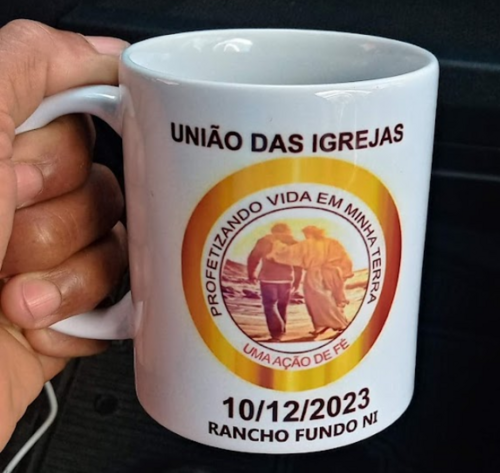 UNIÃO DAS IGREJAS
PROFETIZANDO VIDA EM MINHA TERRA
UMA AÇÃO DE FÉ
10/12/2023
RANCHO FUNDO NI